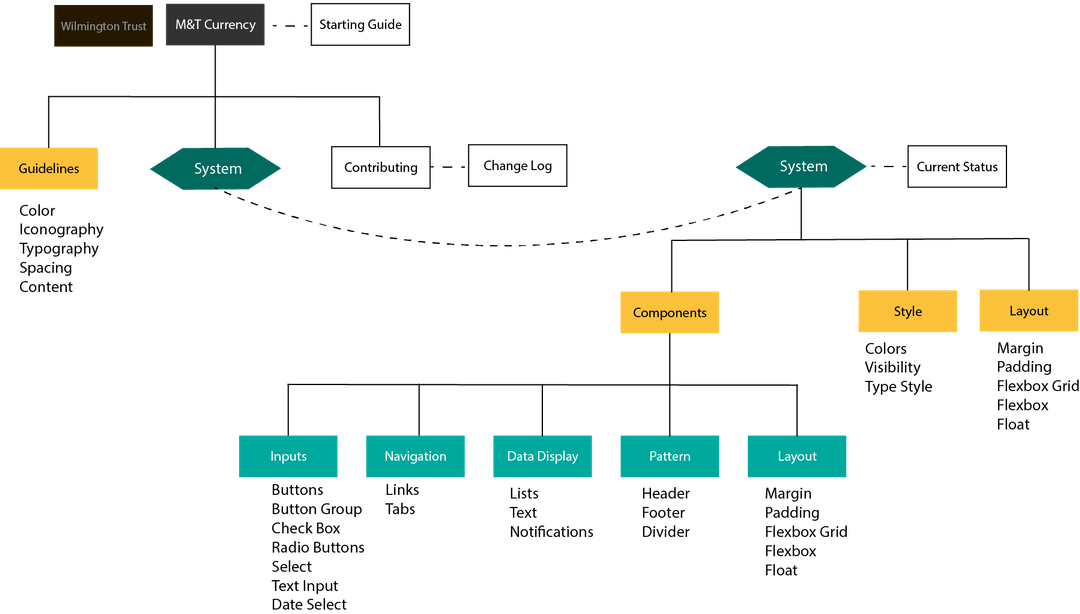 Wilmington Trust
M&T Currency
Starting Guide
Guidelines
System
Contributing
Change Log
System
Current Status
Color
Iconography
Typography
Spacing
Content
Components
Style
Layout
Colors
Visibility
Type Style
Margin
Padding
Flexbox Grid
Flexbox
Float
Inputs
Navigation
Data Display
Pattern
Layout
Buttons
Button Group
Check Box
Radio Buttons
Select
Text Input
Date Select
Links
Tabs
Lists
Text
Notifications
Header
Footer
Divider
Margin
Padding
Flexbox Grid
Flexbox
Float